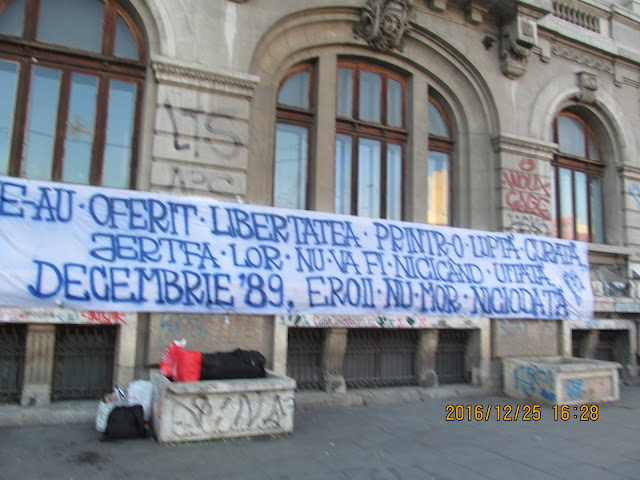 LTS
E-AU · OFERIT · LIBERTATEA · PRINTR-O · LUPTĂ · CURATĂ,
JERTFA · LOR · NU · VA FI · NICICÂND · UITATĂ,
DECEMBRIE '89, EROII · NU · MOR · NICIODATĂ
2016/12/25 16:28